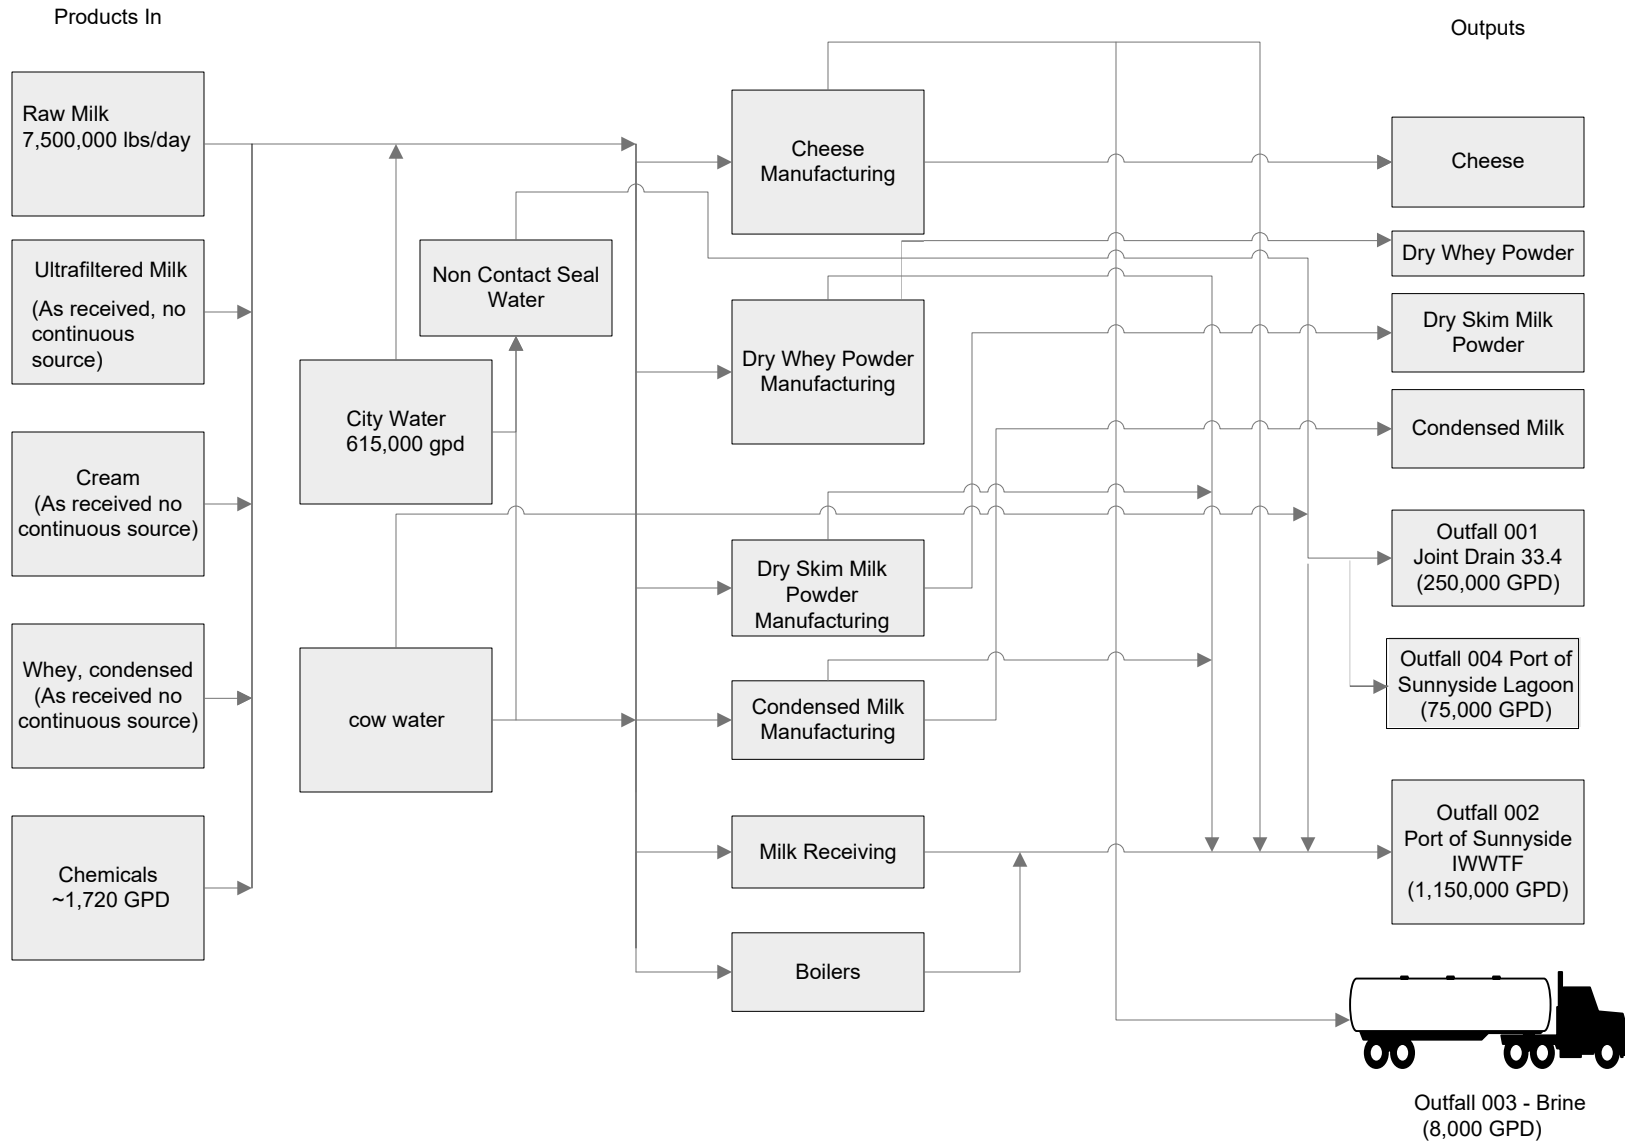 Products In
Outputs
Raw Milk
7,500,000 lbs/day
Ultrafiltered Milk
(As received, no
continuous
source)
Cream
(As received no
continuous source)
Whey, condensed
(As received no
continuous source)
Chemicals
~1,720 GPD
Non Contact Seal
Water
City Water
615,000 gpd
cow water
Cheese
Manufacturing
Dry Whey Powder
Manufacturing
Dry Skim Milk
Powder
Manufacturing
Condensed Milk
Manufacturing
Milk Receiving
Boilers
Cheese
Dry Whey Powder
Dry Skim Milk
Powder
Condensed Milk
Outfall 001
Joint Drain 33.4
(250,000 GPD)
Outfall 004 Port of
Sunnyside Lagoon
(75,000 GPD)
Outfall 002
Port of Sunnyside
IWWTF
(1,150,000 GPD)
Outfall 003 - Brine
(8,000 GPD)